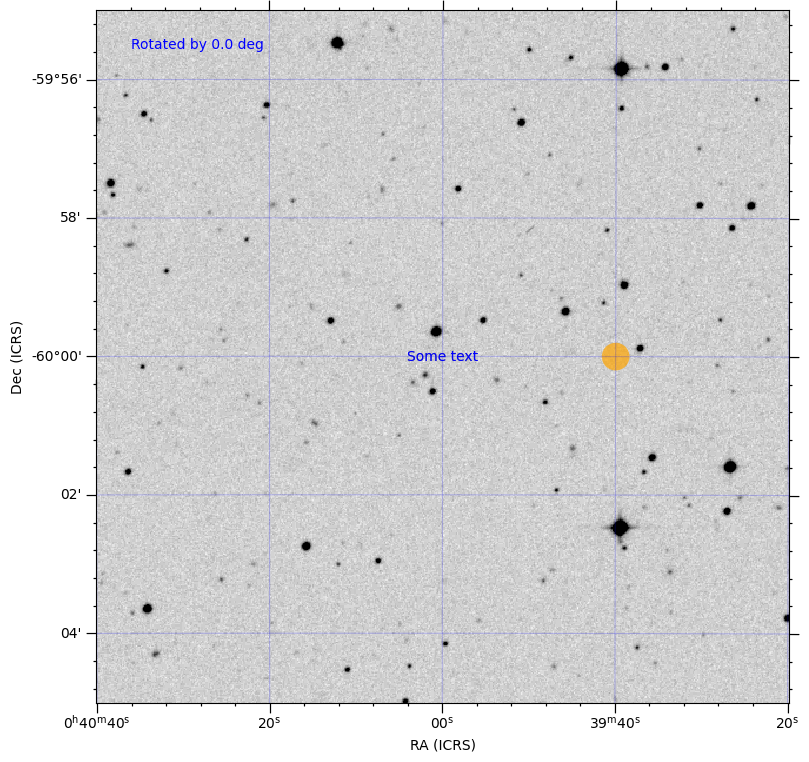 Rotated by 0.0 deg
-59°56'
58'
Some text
-60°00'
02'
04'
Dec (ICRS)
0ʰ40ᵐ40ˢ 20ˢ 00ˢ 39ᵐ40ˢ 20ˢ
RA (ICRS)